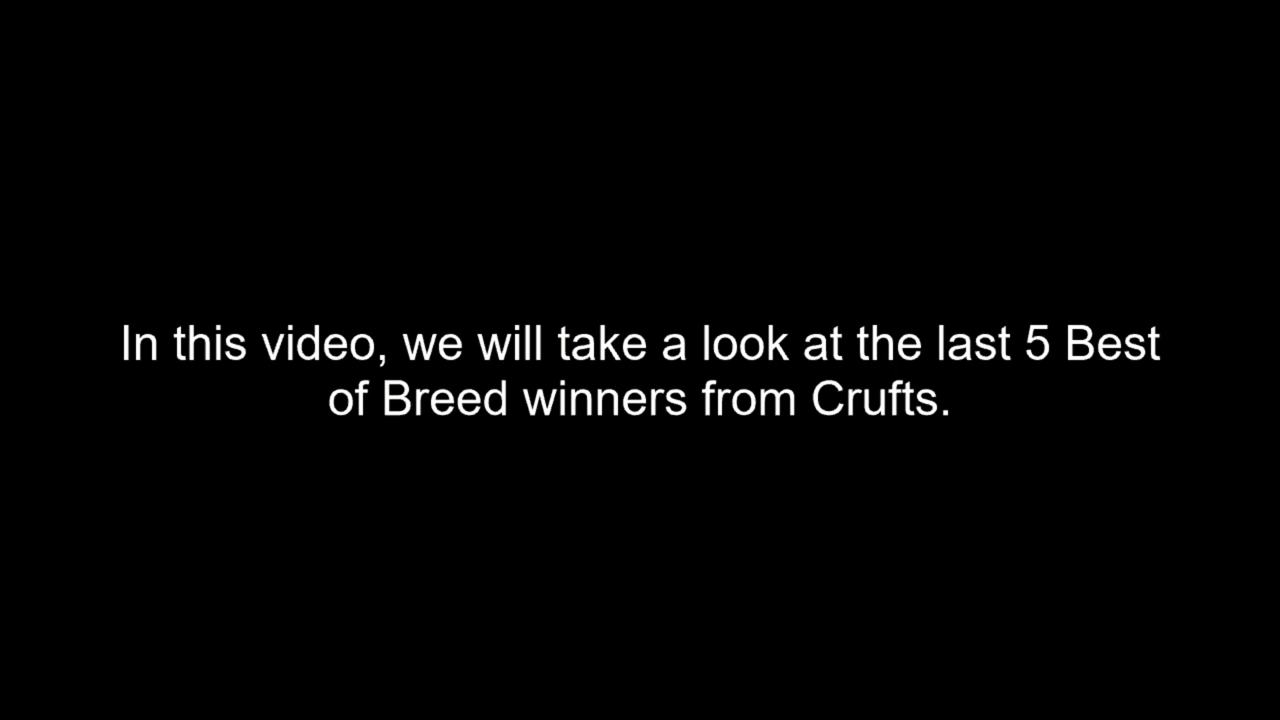 In this video, we will take a look at the last 5 Best
of Breed winners from Crufts.